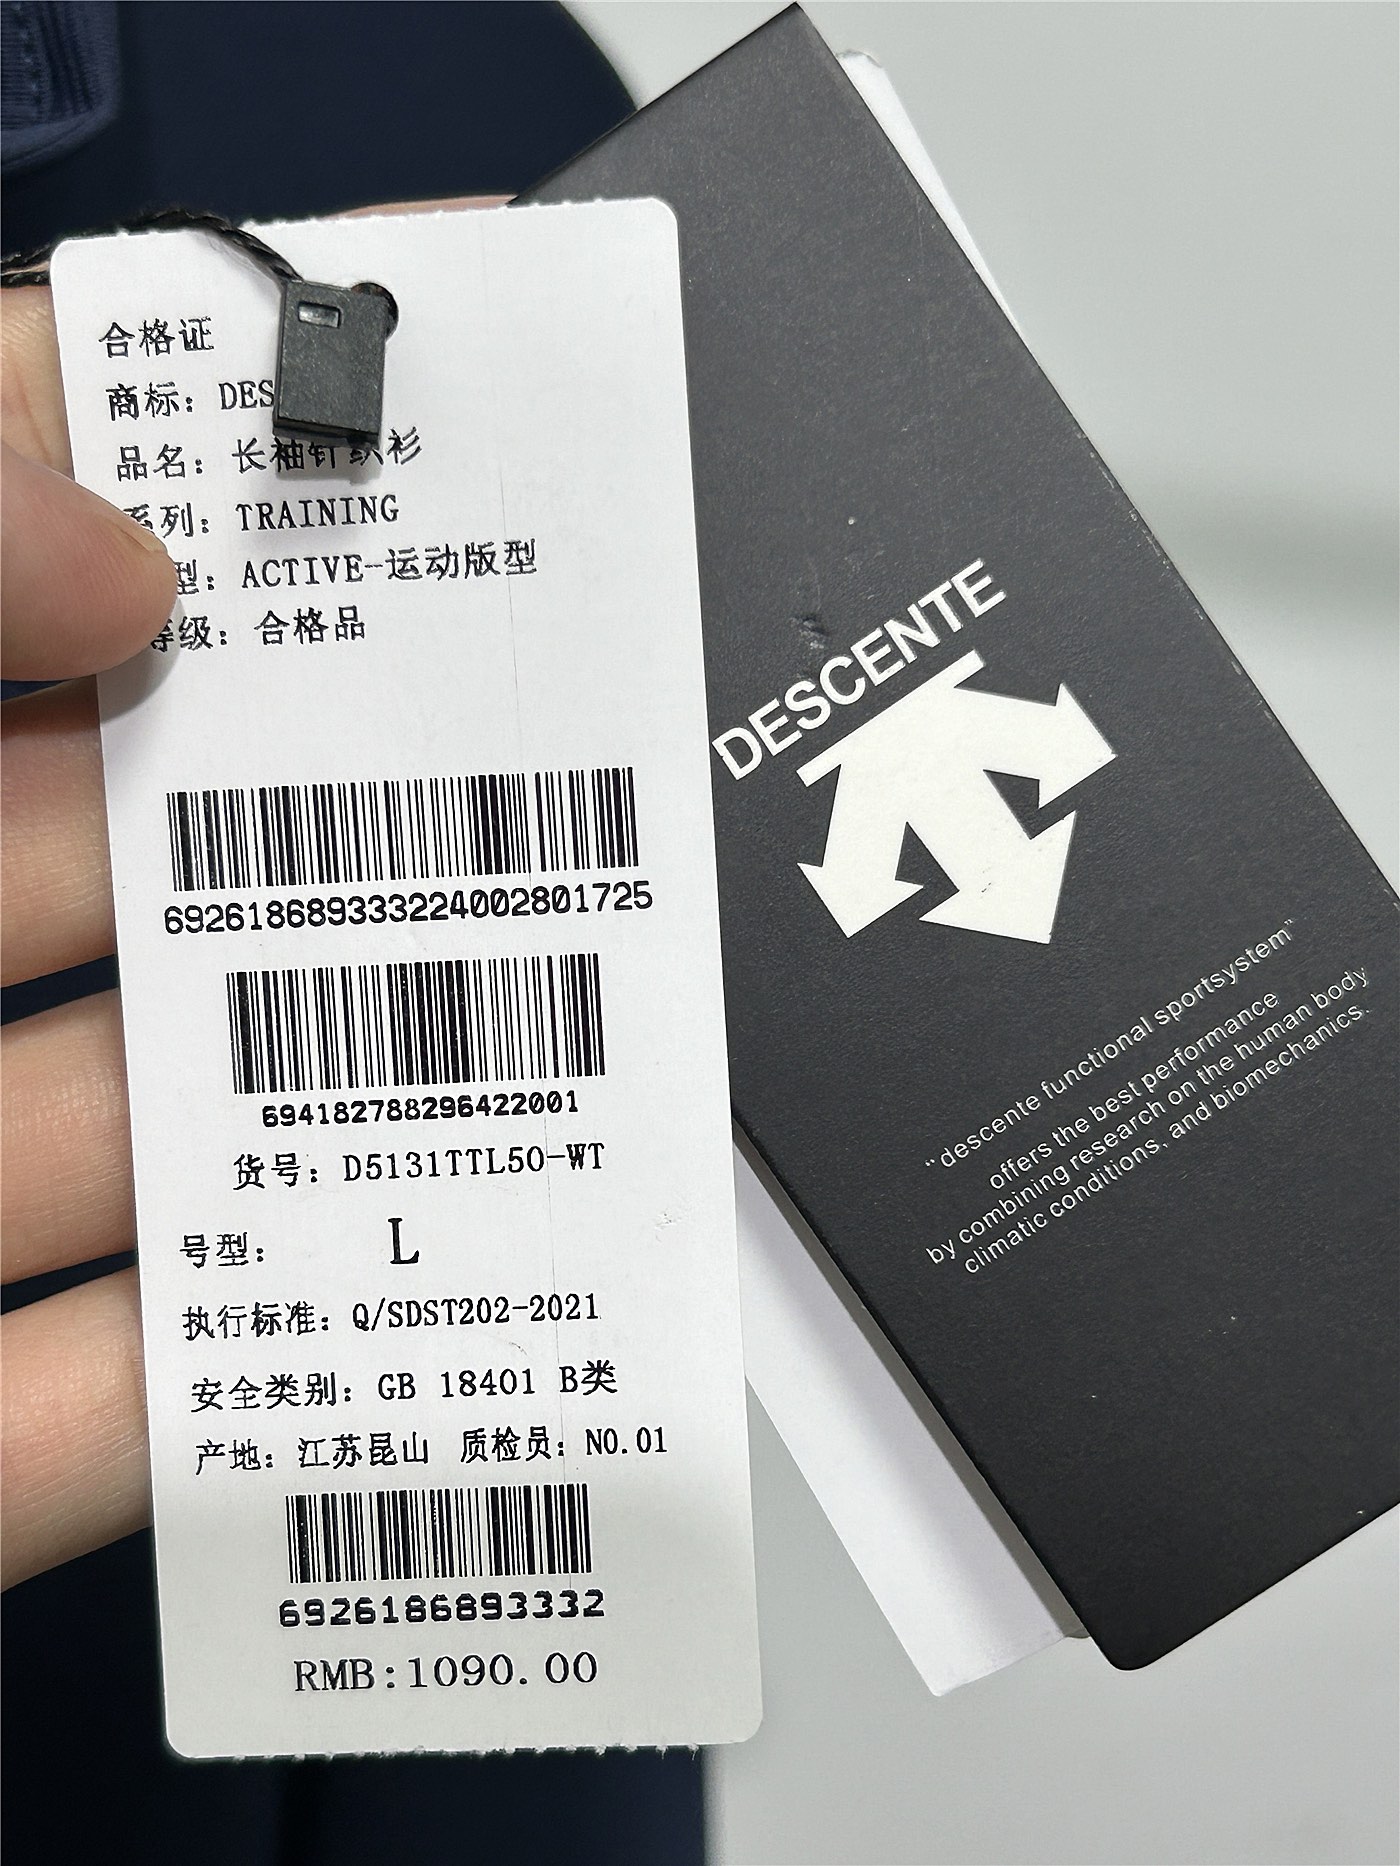 合格证
商标：DES
品名：长袖针织衫
系列：TRAINING
型：ACTIVE-运动版型
等级：合格品
6926186893332240028​01725
694182788296422001
货号：D5131TTL50-WT
号型：L
执行标准：Q/SDST202-2021
安全类别：GB 18401 B类
产地：江苏昆山 质检员：NO.01
6926186893332
RMB:1090.00
DESCENTE
“descente functional sportsystem”
offers the best performance
by combining research on the human body
climatic conditions, and biomechanics.